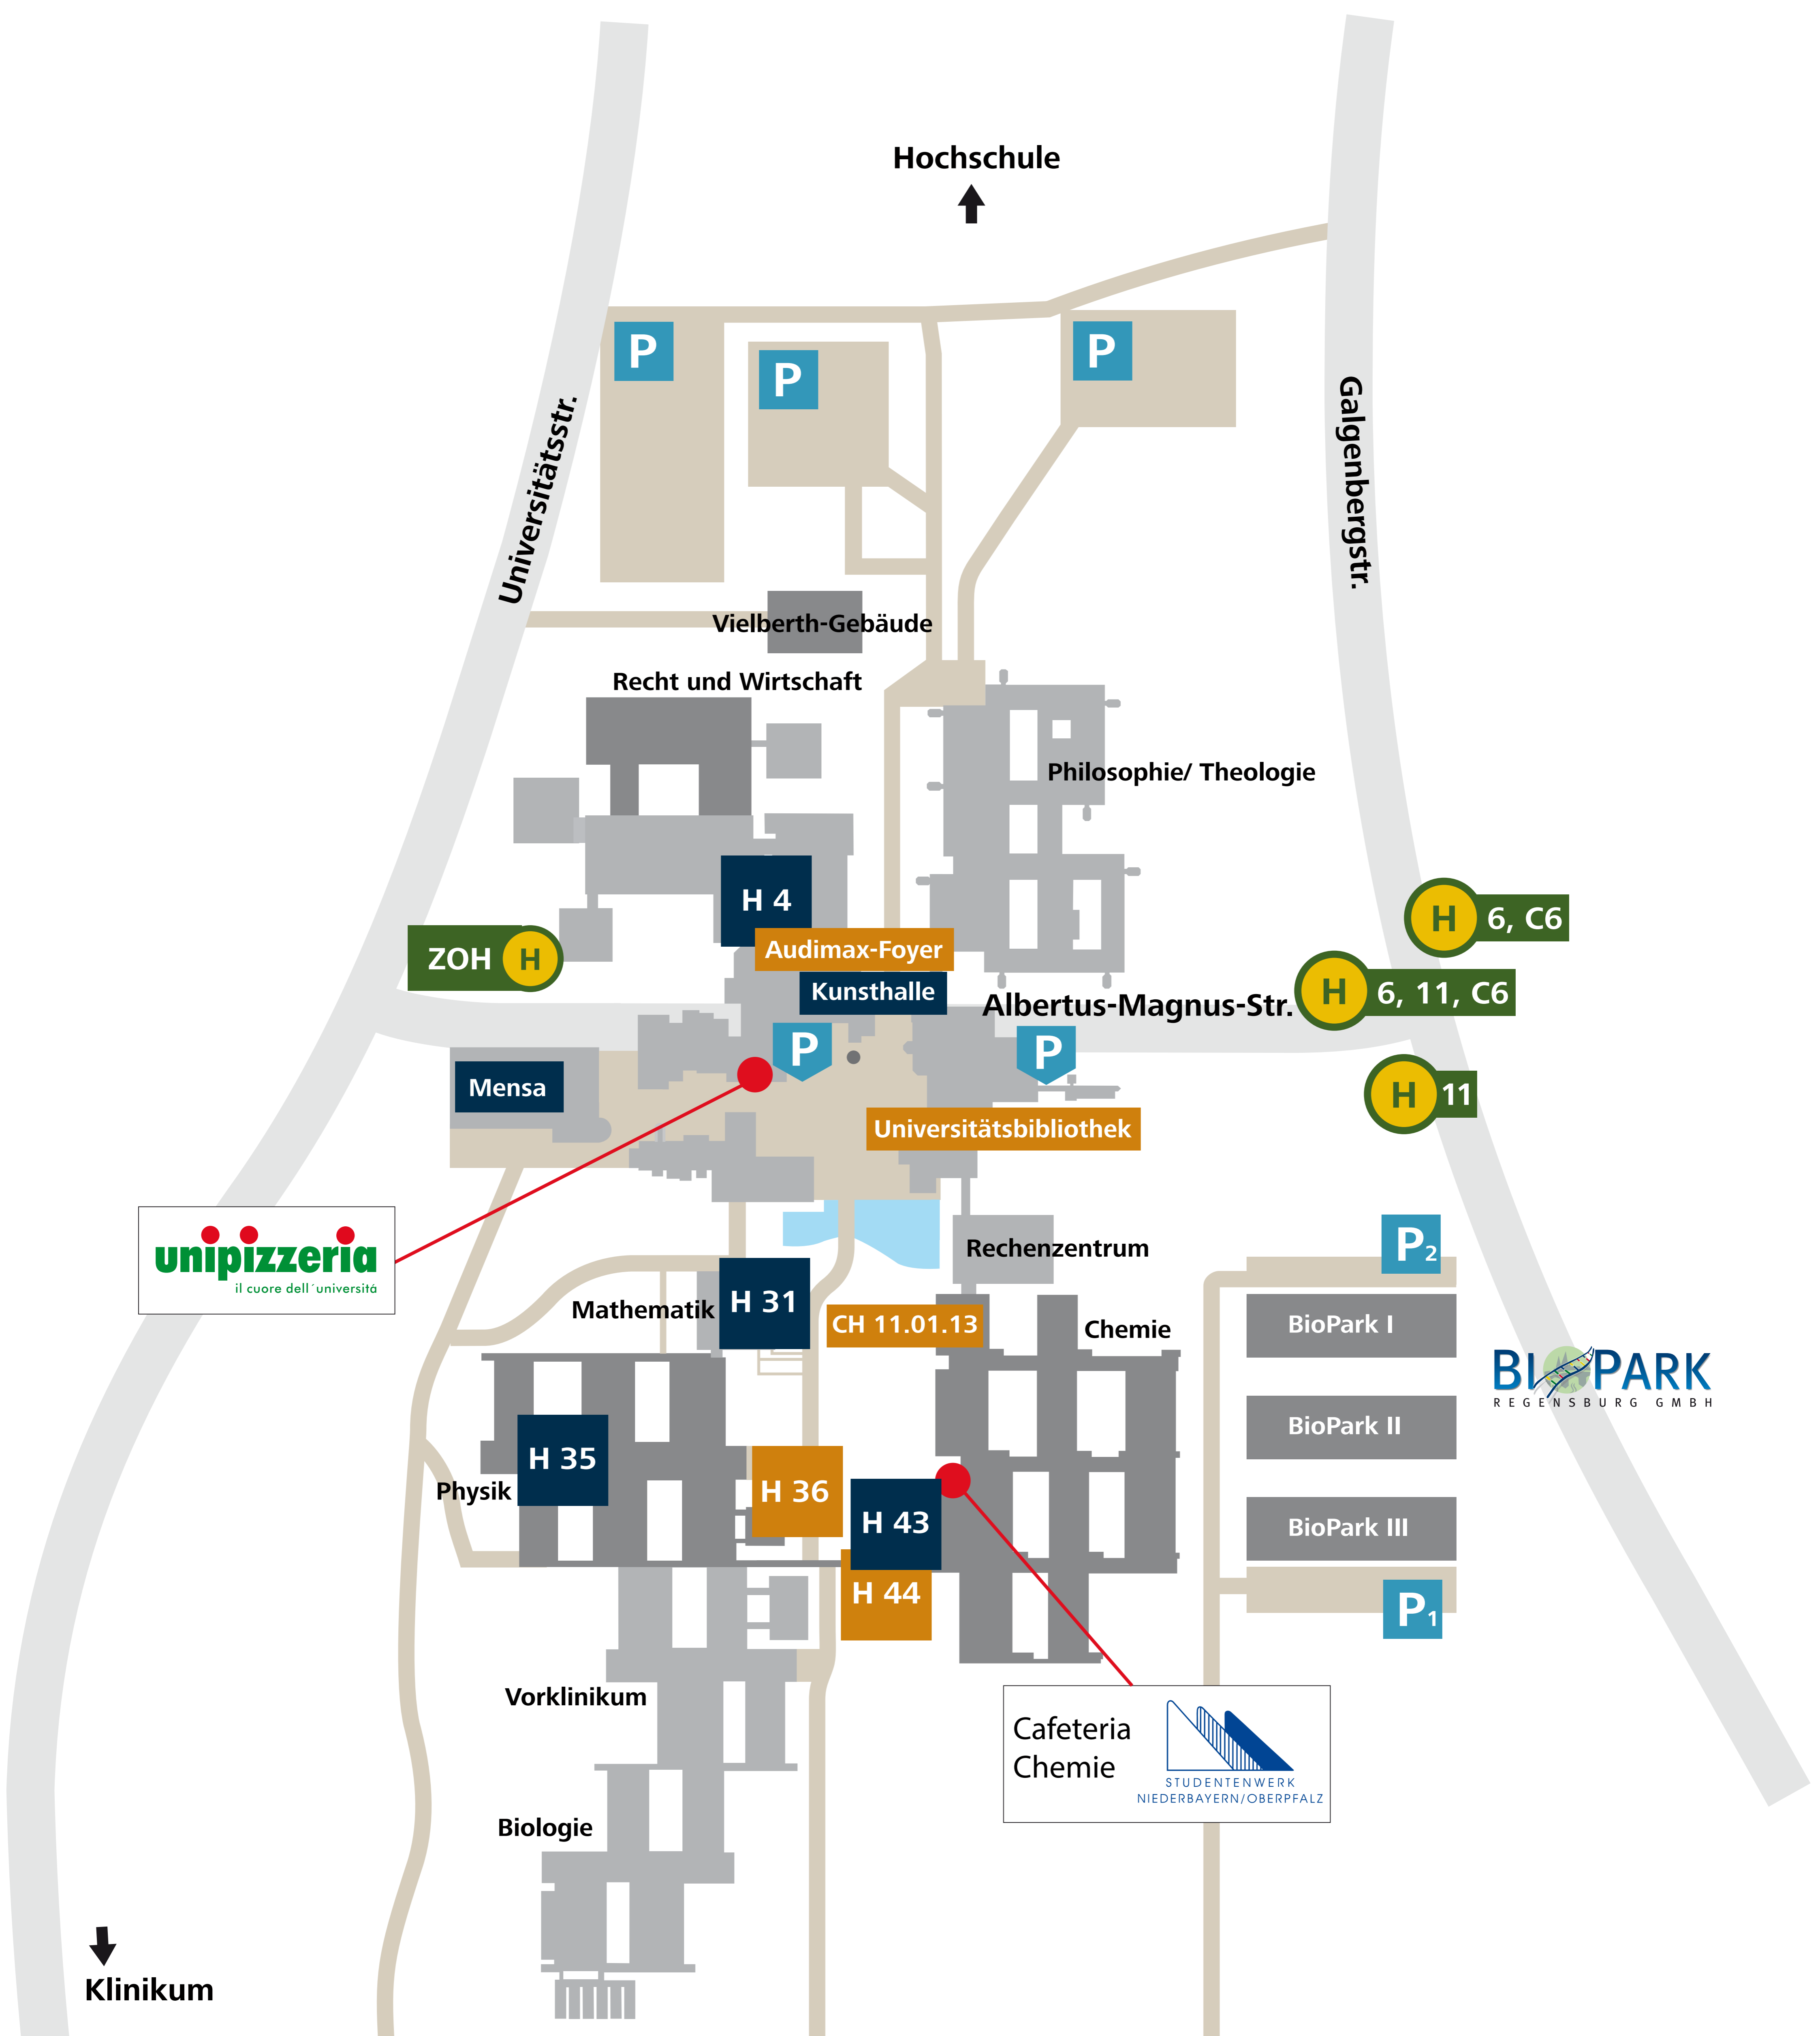 Hochschule
P
P
P
Universitätsstr.
Galgenbergstr.
Vielberth-Gebäude
Recht und Wirtschaft
Philosophie/ Theologie
H 4
H 6, C6
Audimax-Foyer
ZOH H
Kunsthalle
Albertus-Magnus-Str.
H 6, 11, C6
P
P
Mensa
H 11
Universitätsbibliothek
unipizzeria
il cuore dell´universitá
Rechenzentrum
P2
Mathematik
H 31
CH 11.01.13
Chemie
BioPark I
BIOPARK
REGENSBURG GMBH
BioPark II
H 35
Physik
H 36
H 43
BioPark III
H 44
P1
Vorklinikum
Cafeteria
Chemie
STUDENTENWERK
NIEDERBAYERN/OBERPFALZ
Biologie
Klinikum